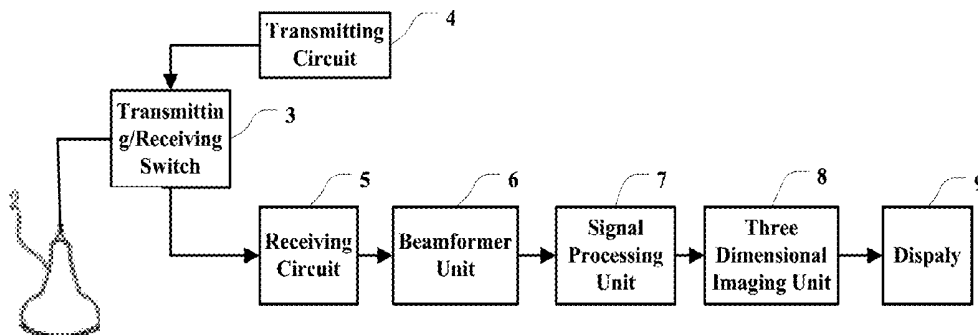 Transmitting
Circuit
4
Transmittin
g/Receiving
Switch
3
2
Receiving
Circuit
5
Beamformer
Unit
6
Signal
Processing
Unit
7
Three
Dimensional
Imaging Unit
8
Dispaly
9